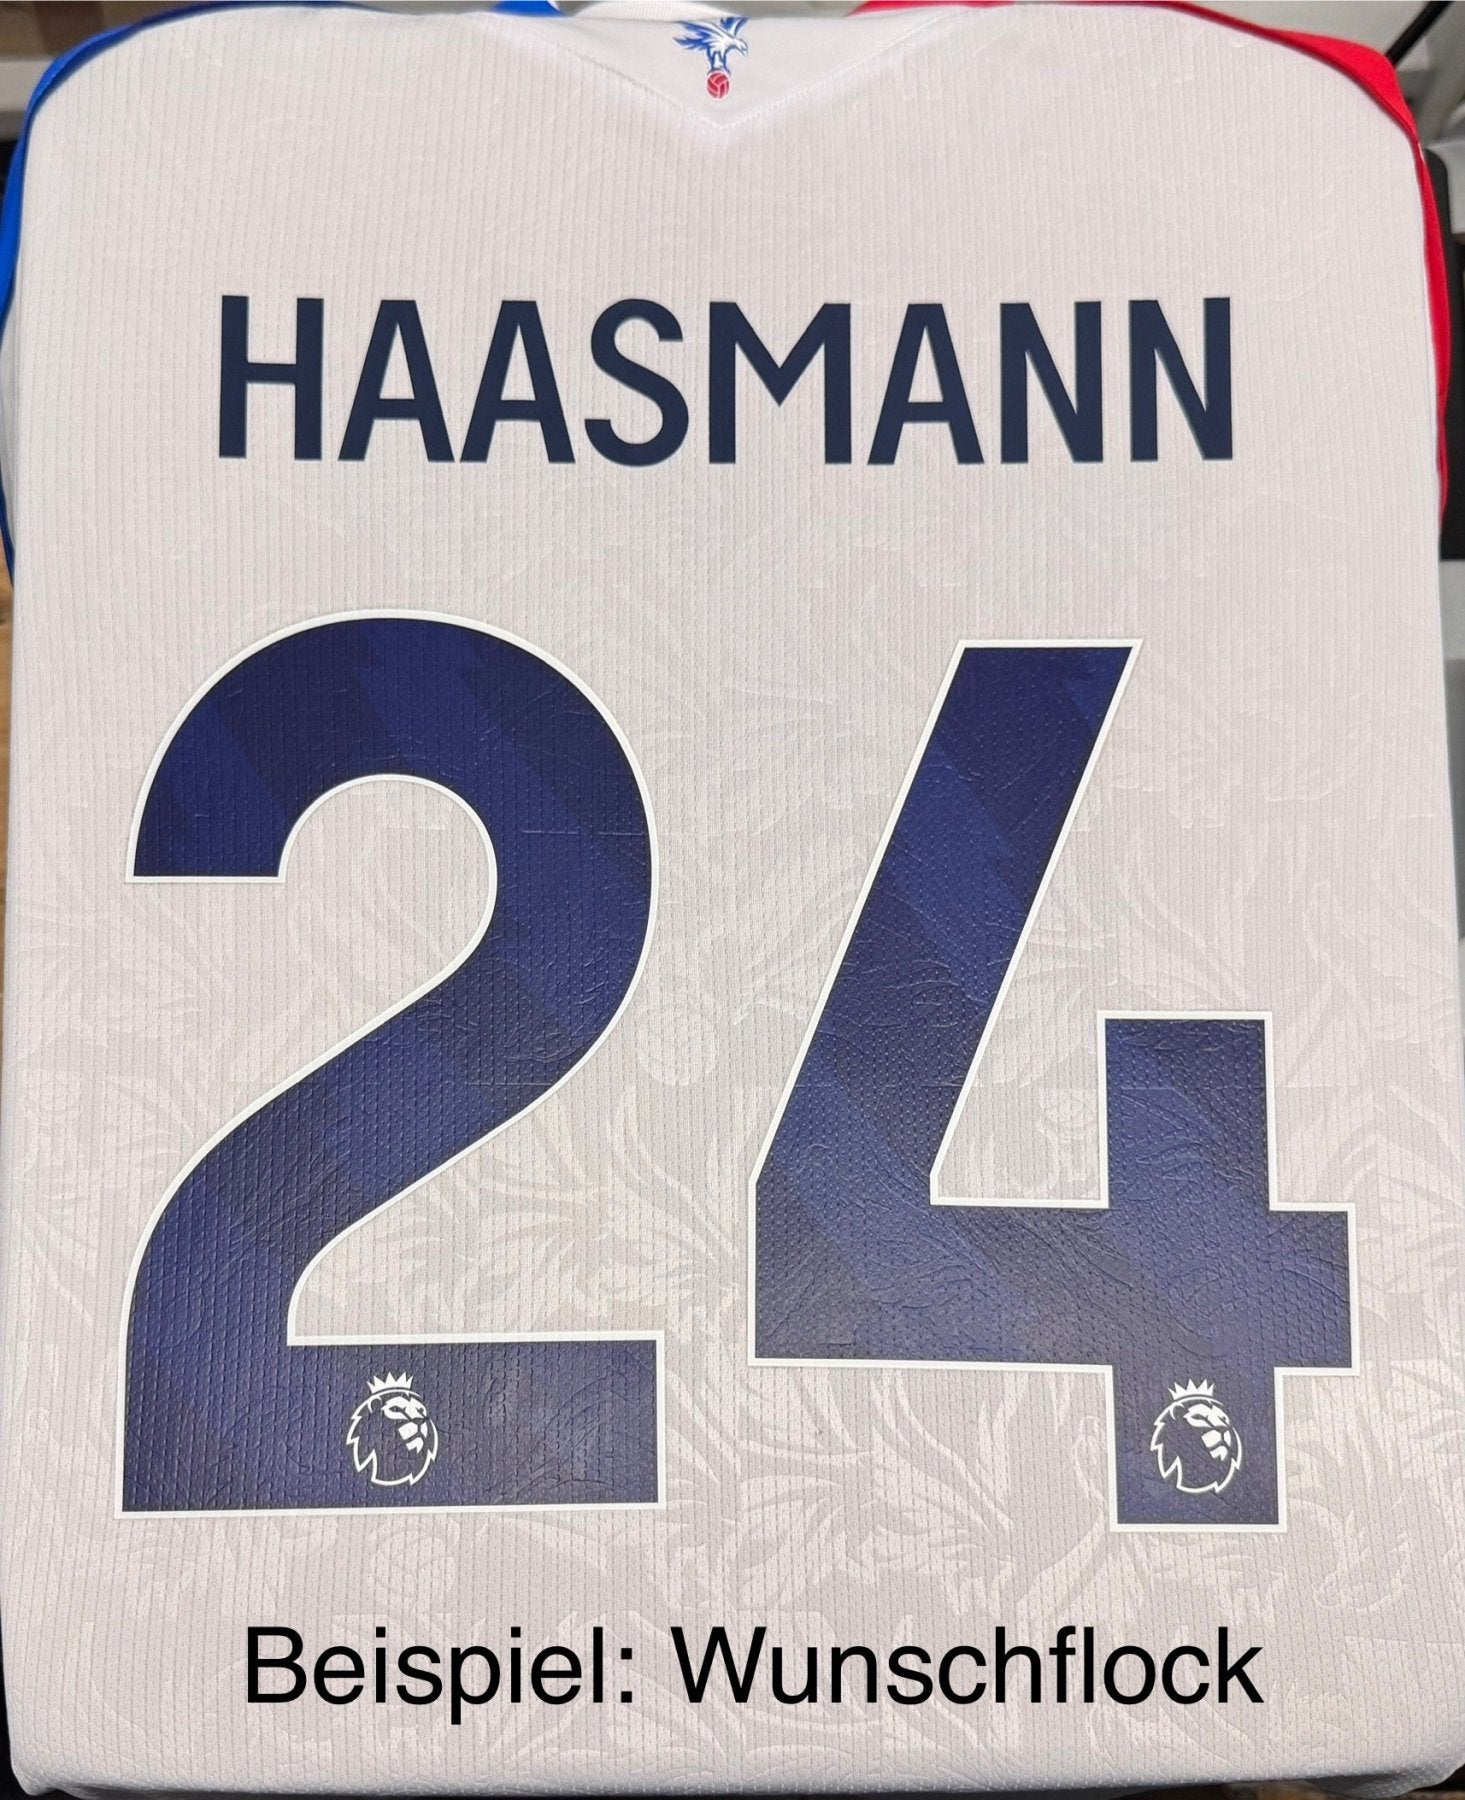 HAASMANN
24
Beispiel: Wunschflock